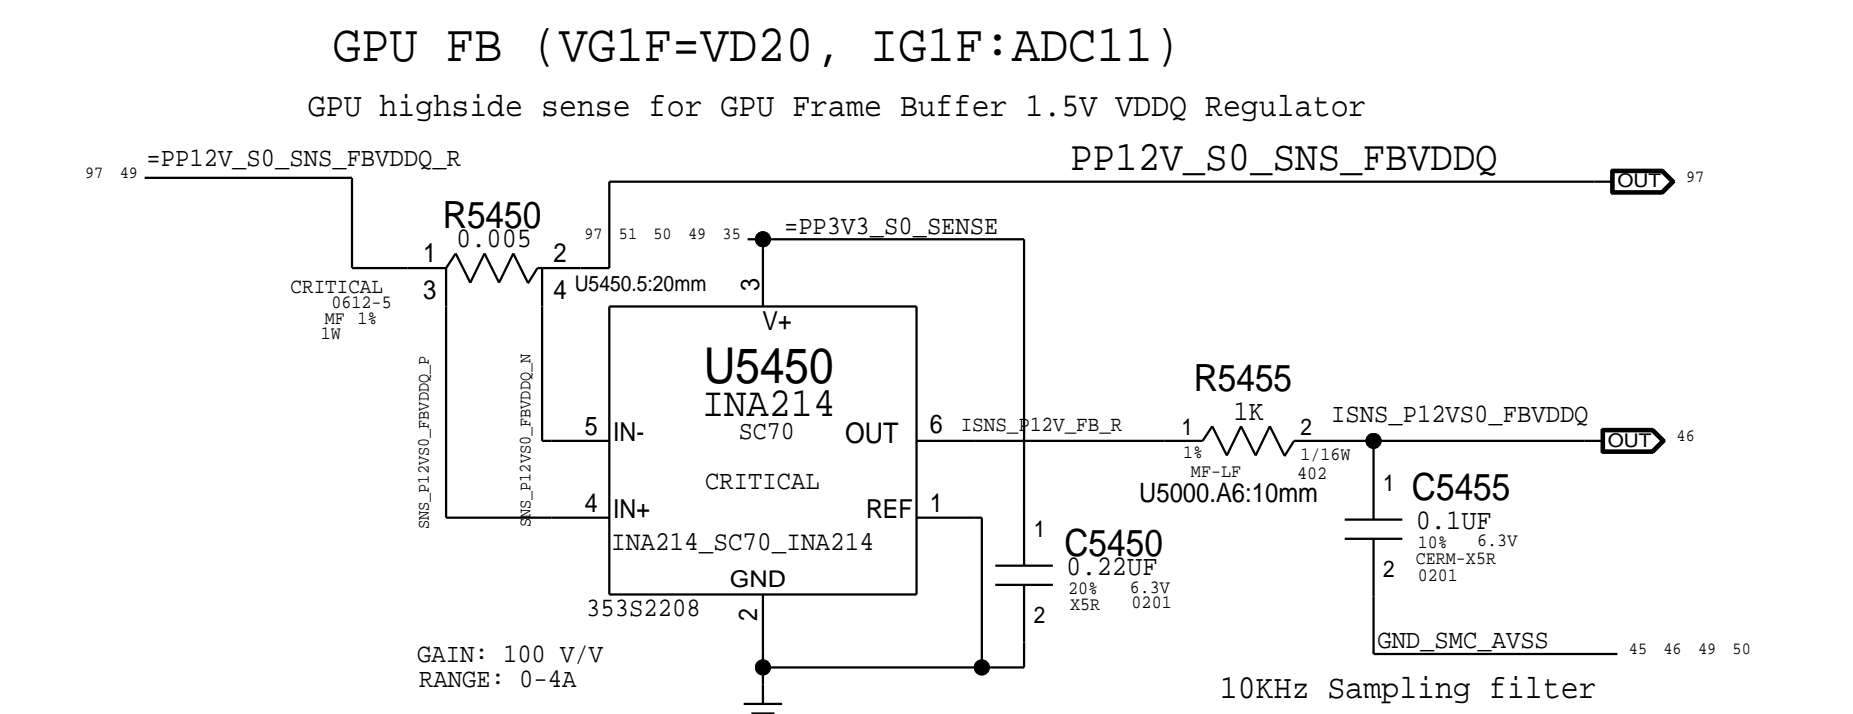 GPU FB (VG1F=VD20, IG1F:ADC11)
GPU highside sense for GPU Frame Buffer 1.5V VDDQ Regulator
97 49 =PP12V_S0_SNS_FBVDDQ_R
PP12V_S0_SNS_FBVDDQ
OUT 97
R5450
0.005
1 2
3 4
CRITICAL
0612-5
MF 1%
1W
97 51 50 49 35 =PP3V3_S0_SENSE
U5450.5:20mm
3
V+
U5450
INA214
SC70
CRITICAL
SNS_P12VS0_FBVDDQ_P
SNS_P12VS0_FBVDDQ_N
5 IN-
4 IN+
OUT 6
REF 1
INA214_SC70_INA214
GND
2
353S2208
GAIN: 100 V/V
RANGE: 0-4A
ISNS_P12V_FB_R
R5455
1K
1 2
1% 1/16W
MF-LF 402
U5000.A6:10mm
ISNS_P12VS0_FBVDDQ
OUT 46
1
C5450
0.22UF
20% 6.3V
X5R 0201
2
1
C5455
0.1UF
10% 6.3V
CERM-X5R
0201
2
GND_SMC_AVSS 45 46 49 50
10KHz Sampling filter